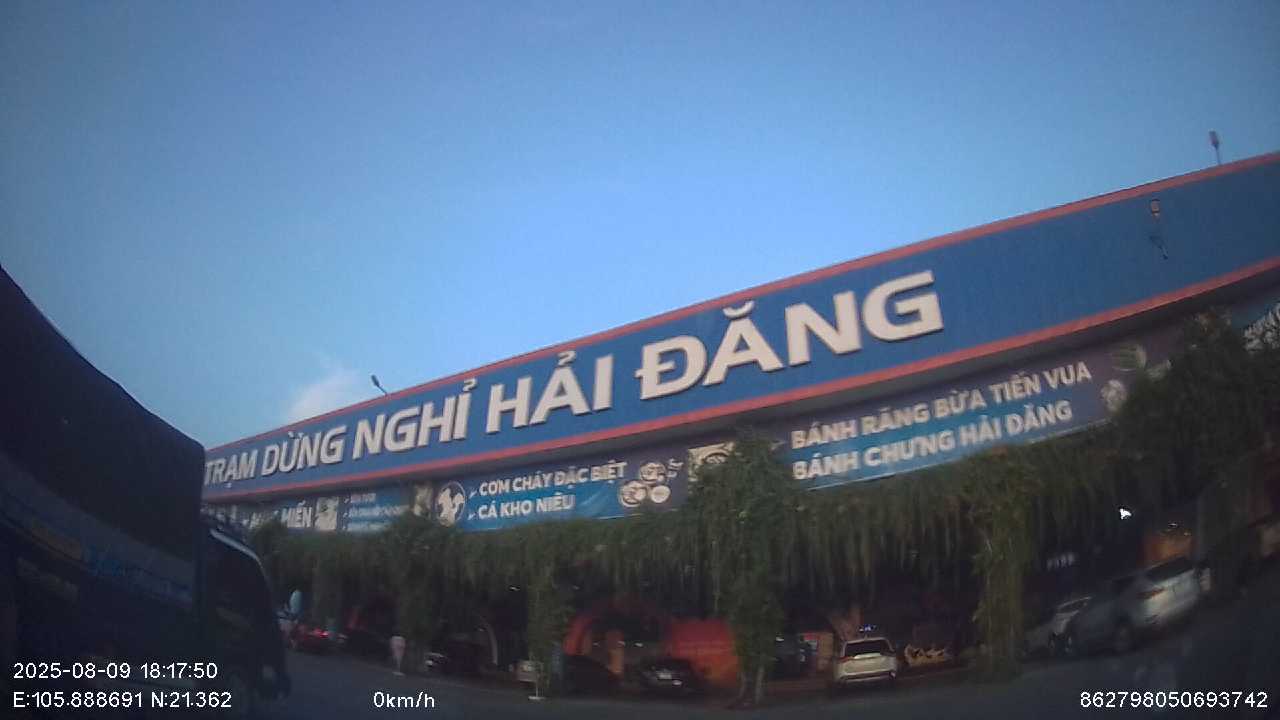 TRẠM DỪNG NGHỈ HẢI ĐĂNG
BÁNH RĂNG BỪA TIẾN VUA
BÁNH CHƯNG HẢI ĐĂNG
CƠM CHÁY ĐẶC BIỆT
CÁ KHO NIÊU
MIẾN
2025-08-09 18:17:50
E:105.888691 N:21.362
0km/h
862798050693742